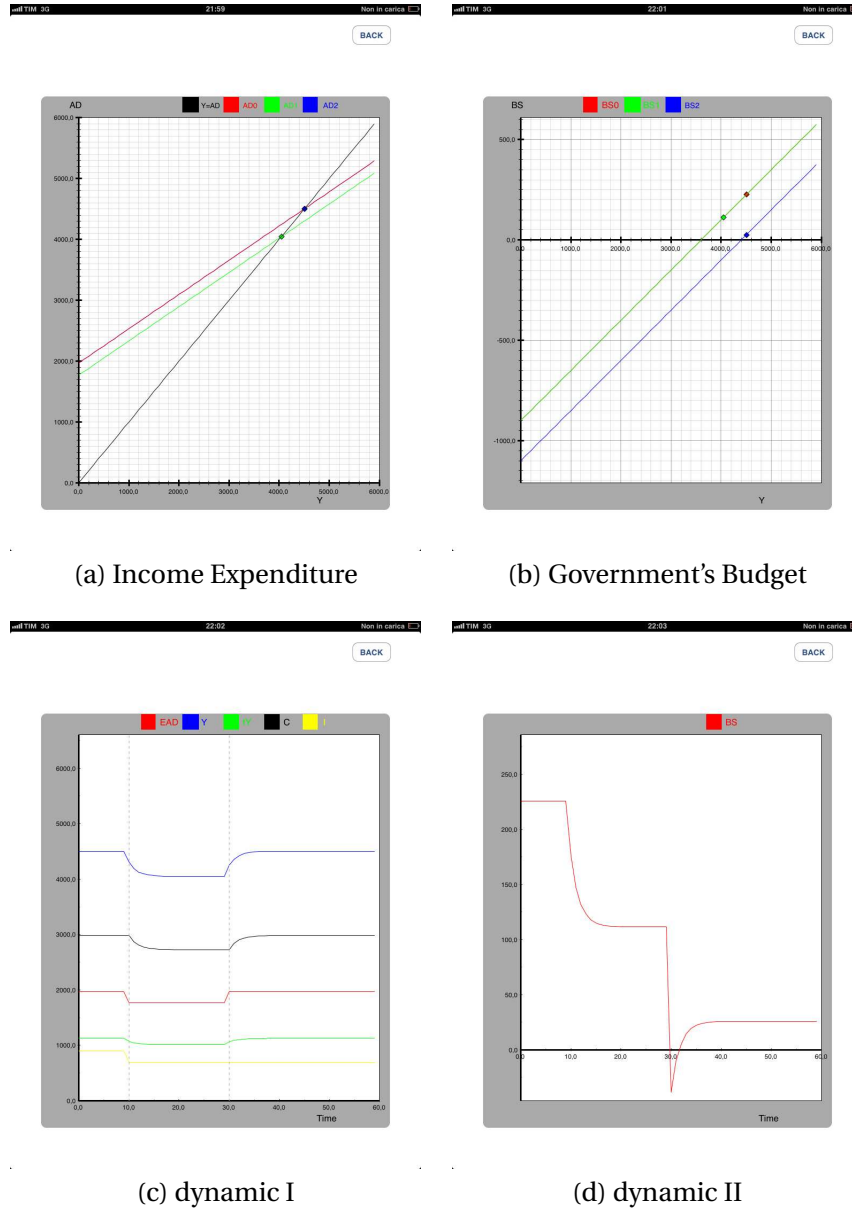 TIM 3G 21:59 Non in carica
BACK
AD Y=AD AD0 AD1 AD2
6000,0
5000,0
4000,0
3000,0
2000,0
1000,0
0,0
0,0 1000,0 2000,0 3000,0 4000,0 5000,0 6000,0
Y
(a) Income Expenditure
TIM 3G 22:01 Non in carica
BACK
BS BS0 BS1 BS2
500,0
0,0
0,0 1000,0 2000,0 3000,0 4000,0 5000,0 6000,0
-500,0
-1000,0
Y
(b) Government's Budget
TIM 3G 22:02 Non in carica
BACK
EAD Y C I
6000,0
5000,0
4000,0
3000,0
2000,0
1000,0
0,0
0,0 10,0 20,0 30,0 40,0 50,0 60,0
Time
(c) dynamic I
TIM 3G 22:03 Non in carica
BACK
BS
250,0
200,0
150,0
100,0
50,0
0,0
0,0 10,0 20,0 30,0 40,0 50,0 60,0
Time
(d) dynamic II